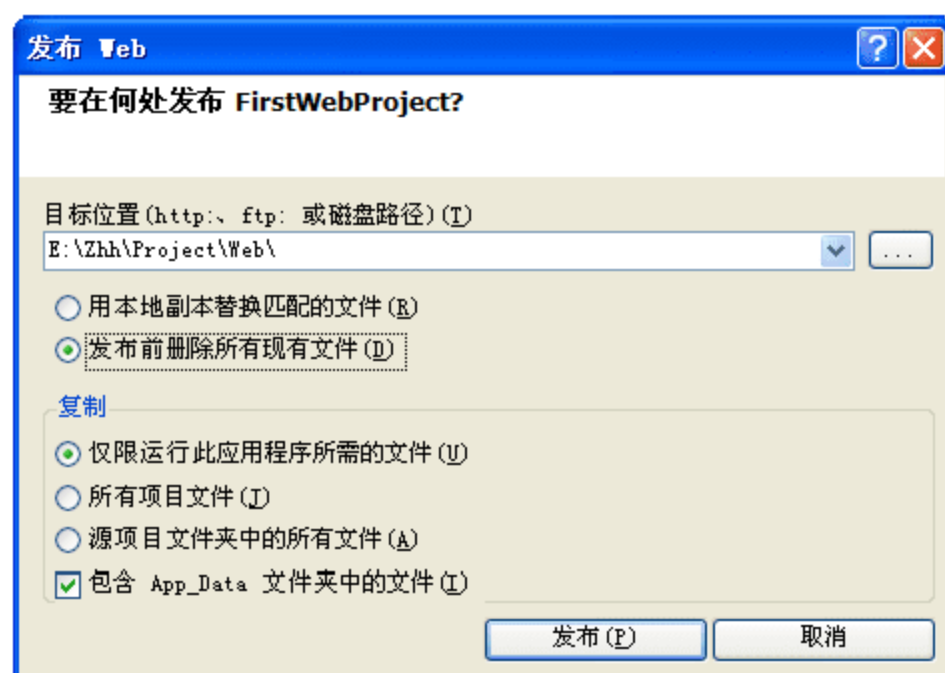 发布 Web
要在何处发布 FirstWebProject?
目标位置(http:、ftp: 或磁盘路径)(T)
E:\Zhh\Project\Web\
...
用本地副本替换匹配的文件(R)
发布前删除所有现有文件(D)
复制
仅限运行此应用程序所需的文件(U)
所有项目文件(J)
源项目文件夹中的所有文件(A)
包含 App_Data 文件夹中的文件(I)
发布(P) 取消